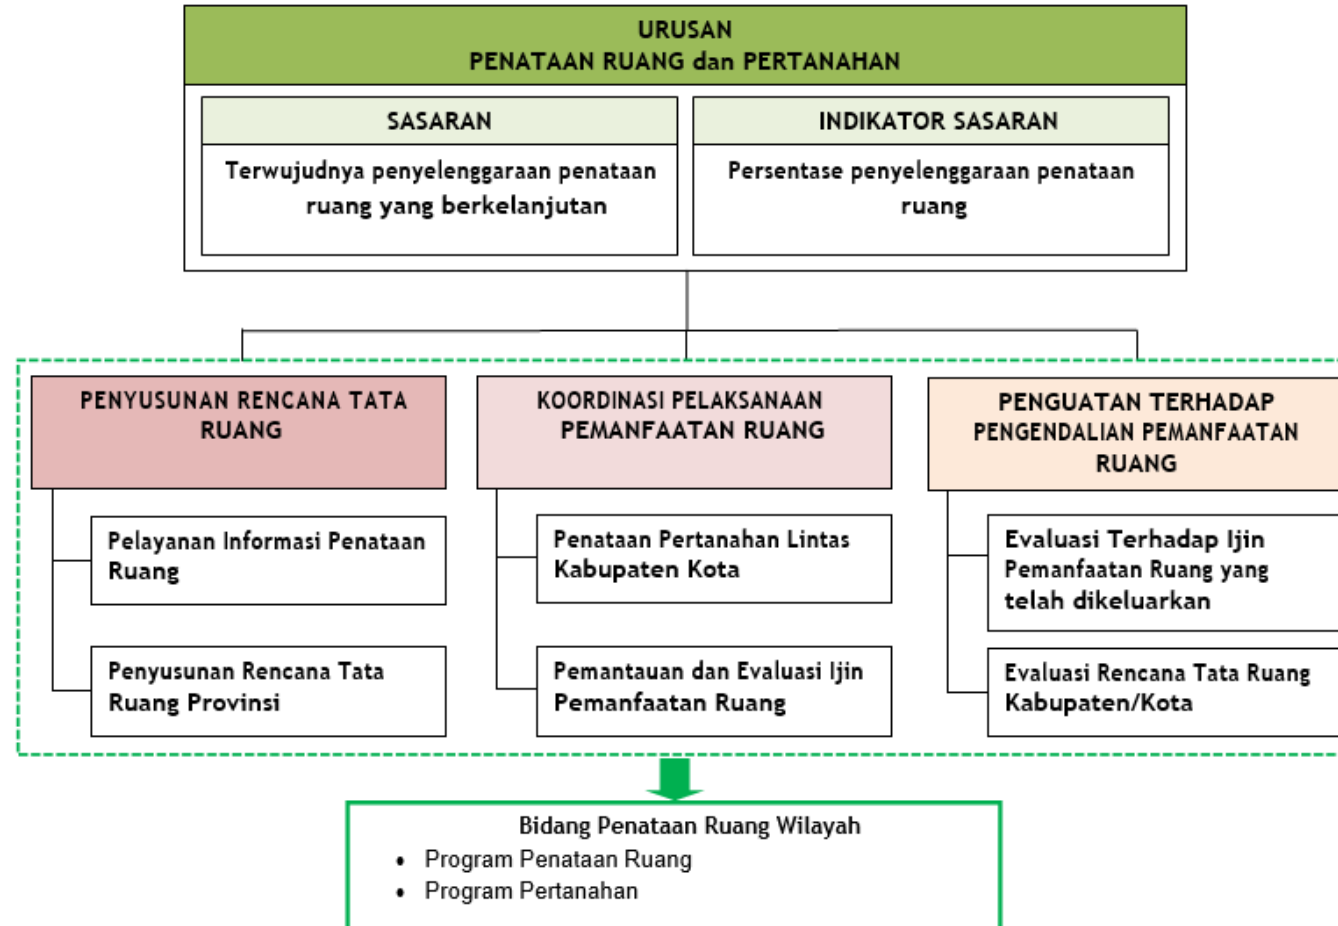 URUSAN
PENATAAN RUANG dan PERTANAHAN
SASARAN
Terwujudnya penyelenggaraan penataan
ruang yang berkelanjutan
INDIKATOR SASARAN
Persentase penyelenggaraan penataan
ruang
PENYUSUNAN RENCANA TATA
RUANG
Pelayanan Informasi Penataan
Ruang
Penyusunan Rencana Tata
Ruang Provinsi
KOORDINASI PELAKSANAAN
PEMANFAATAN RUANG
Penataan Pertanahan Lintas
Kabupaten Kota
Pemantauan dan Evaluasi Ijin
Pemanfaatan Ruang
PENGUATAN TERHADAP
PENGENDALIAN PEMANFAATAN
RUANG
Evaluasi Terhadap Ijin
Pemanfaatan Ruang yang
telah dikeluarkan
Evaluasi Rencana Tata Ruang
Kabupaten/Kota
Bidang Penataan Ruang Wilayah
• Program Penataan Ruang
• Program Pertanahan